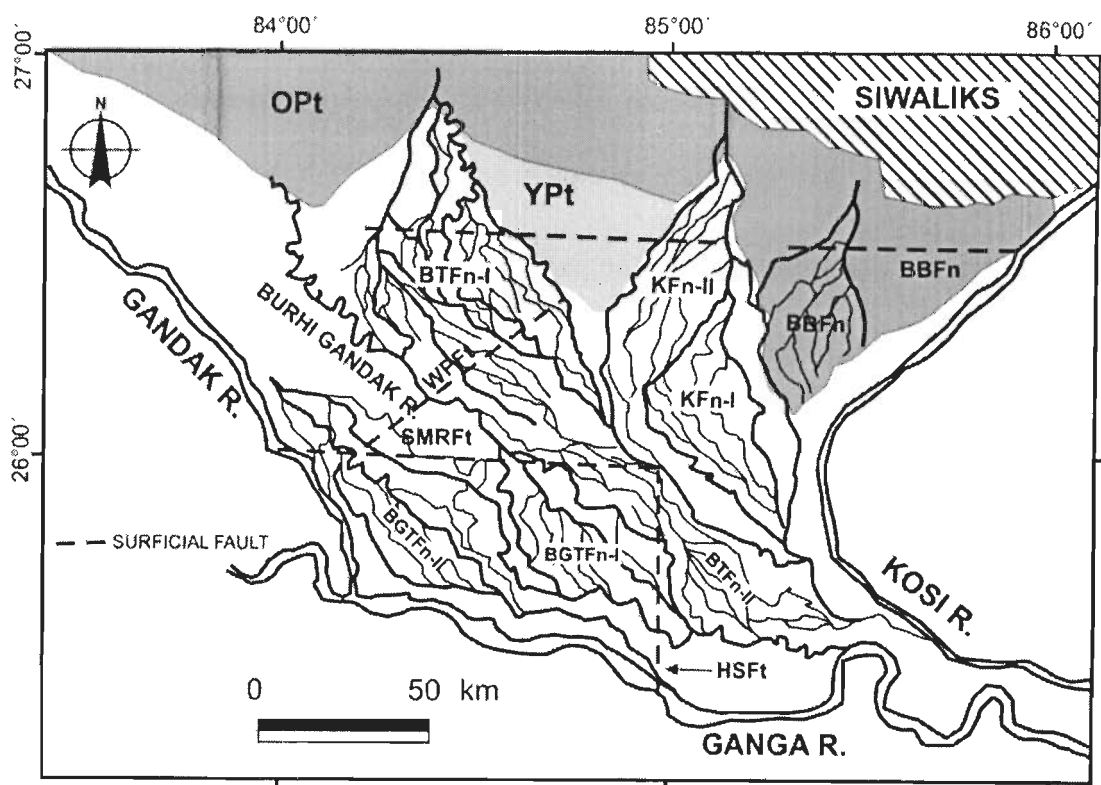 84°00′ 85°00′ 86°00′
27°00′
N
OPt
SIWALIKS
YPt
BTFn-I
KFn-II
BBFn
BBFn
GANDAK R.
BURHI GANDAK R.
WPFt
KFn-I
SMRFt
26°00′
SURFICIAL FAULT
BGTFn-II
BGTFn-I
BTFn-II
KOSI R.
HSFt
0 50 km
GANGA R.